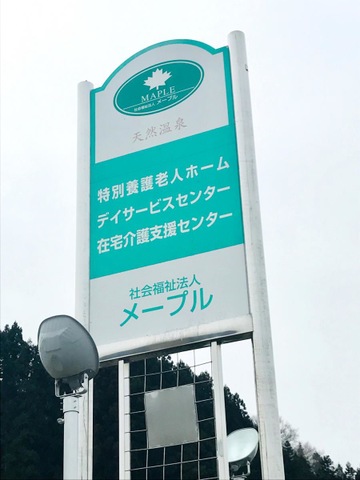 MAPLE
社会福祉法人 メープル
天然温泉
特別養護老人ホーム
デイサービスセンター
在宅介護支援センター
社会福祉法人
メープル